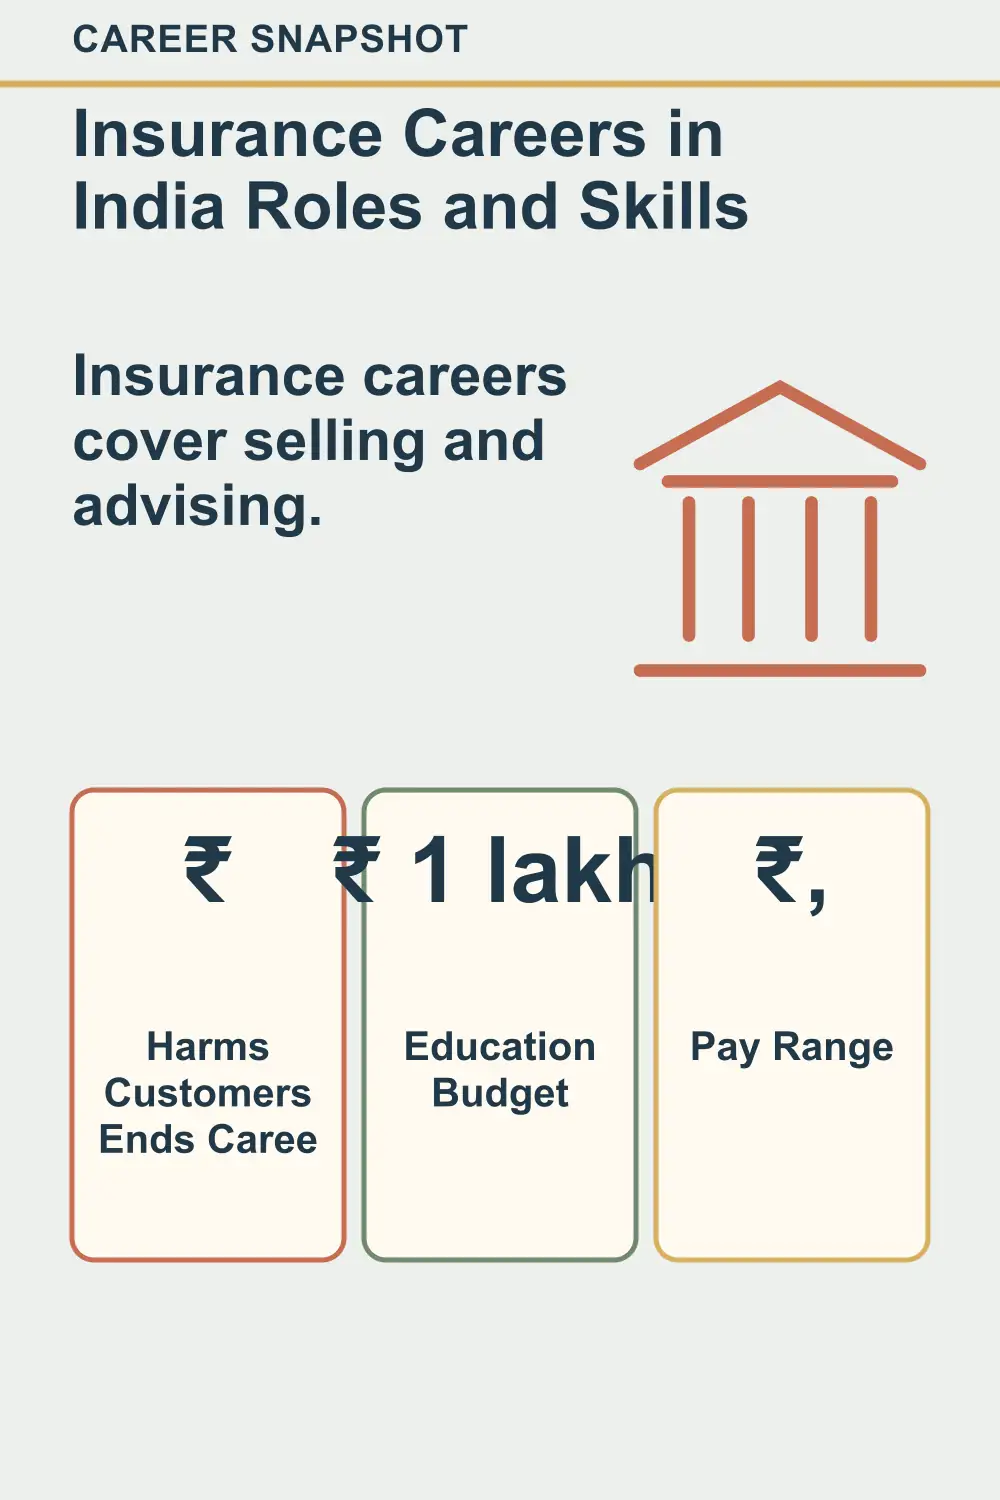 CAREER SNAPSHOT
Insurance Careers in
India Roles and Skills
Insurance careers
cover selling and
advising.
₹
₹ 1 lakh
₹,
Harms
Customers
Ends Caree
Education
Budget
Pay Range